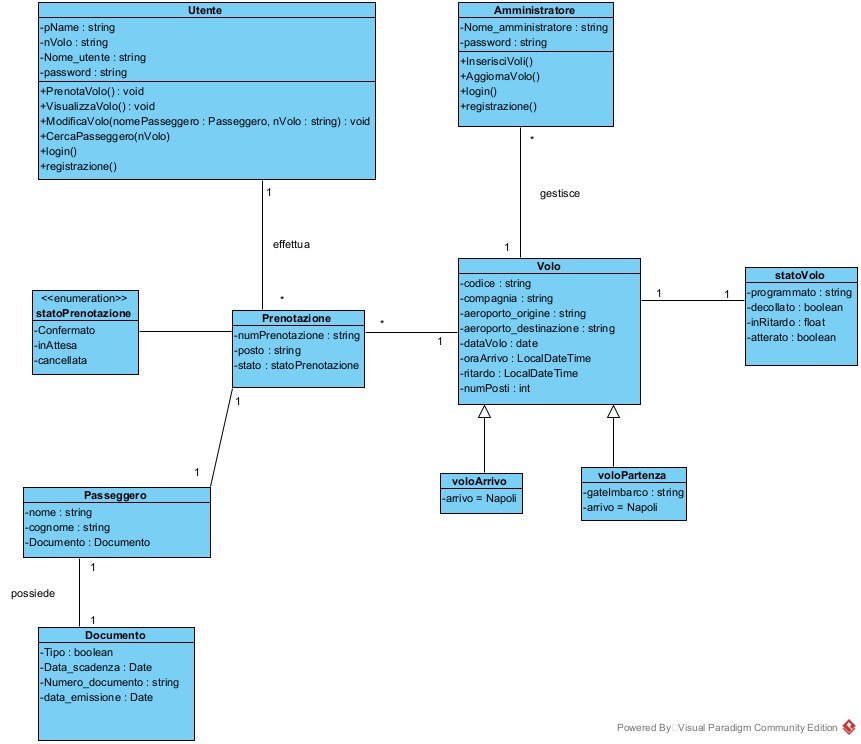 Utente
-pName : string
-nVolo : string
-Nome_utente : string
-password : string
+PrenotaVolo() : void
+VisualizzaVolo() : void
+ModificaVolo(nomePasseggero : Passeggero, nVolo : string) : void
+CercaPasseggero(nVolo)
+login()
+registrazione()
Amministratore
-Nome_amministratore : string
-password : string
+InserisciVoli()
+AggiornaVolo()
+login()
+registrazione()
1
effettua
*
*
gestisce
1
<<enumeration>>
statoPrenotazione
-Confermato
-inAttesa
-cancellata
Prenotazione
-numPrenotazione : string
-posto : string
-stato : statoPrenotazione
*
1
Volo
-codice : string
-compagnia : string
-aeroporto_origine : string
-aeroporto_destinazione : string
-dataVolo : date
-oraArrivo : LocalDateTime
-ritardo : LocalDateTime
-numPosti : int
1
1
statoVolo
-programmato : string
-decollato : boolean
-inRitardo : float
-atterato : boolean
1
1
voloArrivo
-arrivo = Napoli
voloPartenza
-gateImbarco : string
-arrivo = Napoli
Passeggero
-nome : string
-cognome : string
-Documento : Documento
1
possiede
1
Documento
-Tipo : boolean
-Data_scadenza : Date
-Numero_documento : string
-data_emissione : Date
Powered By Visual Paradigm Community Edition